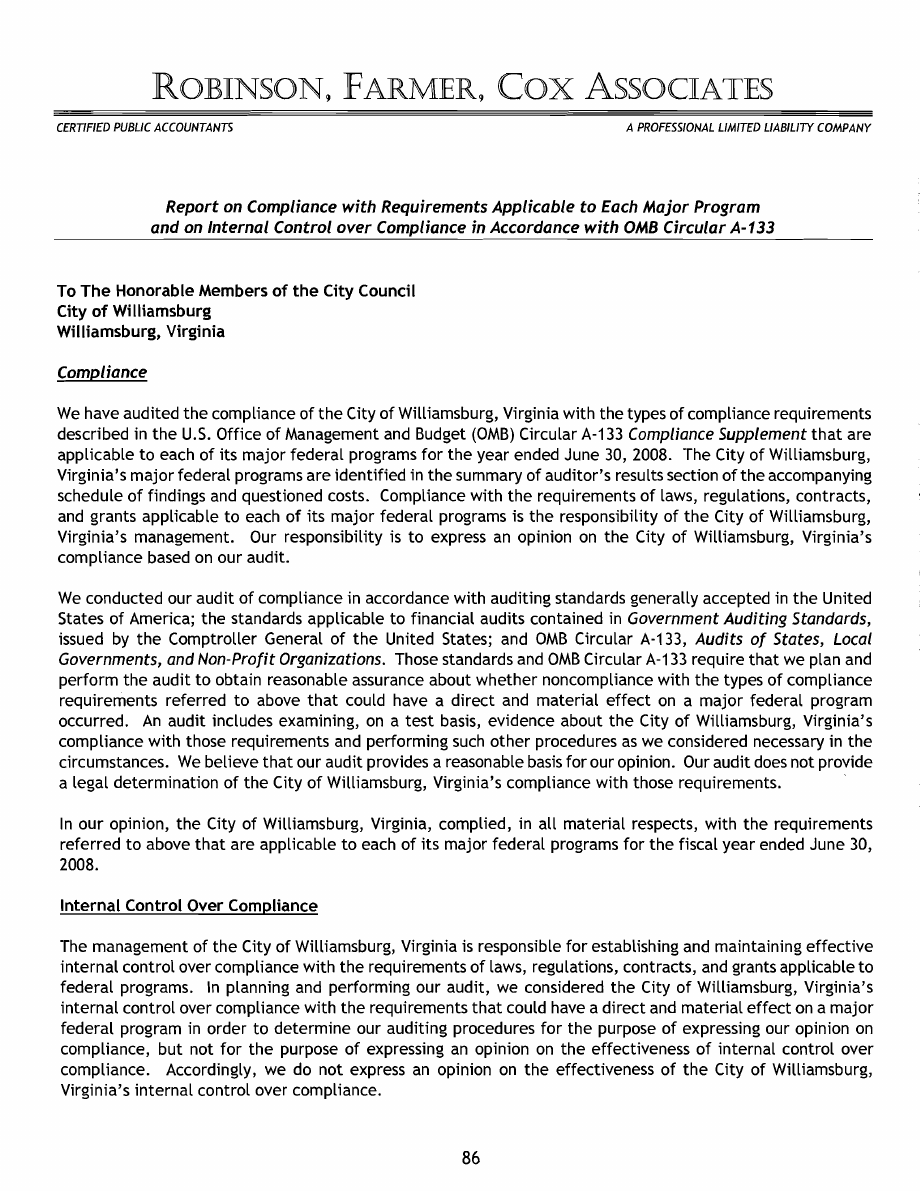 ROBINSON, FARMER, COX ASSOCIATES
CERTIFIED PUBLIC ACCOUNTANTS A PROFESSIONAL LIMITED LIABILITY COMPANY
Report on Compliance with Requirements Applicable to Each Major Program
and on Internal Control over Compliance in Accordance with OMB Circular A-133
To The Honorable Members of the City Council
City of Williamsburg
Williamsburg, Virginia
Compliance
We have audited the compliance of the City of Williamsburg, Virginia with the types of compliance requirements
described in the U.S. Office of Management and Budget (OMB) Circular A-133 Compliance Supplement that are
applicable to each of its major federal programs for the year ended June 30, 2008. The City of Williamsburg,
Virginia's major federal programs are identified in the summary of auditor's results section of the accompanying
schedule of findings and questioned costs. Compliance with the requirements of laws, regulations, contracts,
and grants applicable to each of its major federal programs is the responsibility of the City of Williamsburg,
Virginia's management. Our responsibility is to express an opinion on the City of Williamsburg, Virginia's
compliance based on our audit.
We conducted our audit of compliance in accordance with auditing standards generally accepted in the United
States of America; the standards applicable to financial audits contained in Government Auditing Standards,
issued by the Comptroller General of the United States; and OMB Circular A-133, Audits of States, Local
Governments, and Non-Profit Organizations. Those standards and OMB Circular A-133 require that we plan and
perform the audit to obtain reasonable assurance about whether noncompliance with the types of compliance
requirements referred to above that could have a direct and material effect on a major federal program
occurred. An audit includes examining, on a test basis, evidence about the City of Williamsburg, Virginia's
compliance with those requirements and performing such other procedures as we considered necessary in the
circumstances. We believe that our audit provides a reasonable basis for our opinion. Our audit does not provide
a legal determination of the City of Williamsburg, Virginia's compliance with those requirements.
In our opinion, the City of Williamsburg, Virginia, complied, in all material respects, with the requirements
referred to above that are applicable to each of its major federal programs for the fiscal year ended June 30,
2008.
Internal Control Over Compliance
The management of the City of Williamsburg, Virginia is responsible for establishing and maintaining effective
internal control over compliance with the requirements of laws, regulations, contracts, and grants applicable to
federal programs. In planning and performing our audit, we considered the City of Williamsburg, Virginia's
internal control over compliance with the requirements that could have a direct and material effect on a major
federal program in order to determine our auditing procedures for the purpose of expressing our opinion on
compliance, but not for the purpose of expressing an opinion on the effectiveness of internal control over
compliance. Accordingly, we do not express an opinion on the effectiveness of the City of Williamsburg,
Virginia's internal control over compliance.
86